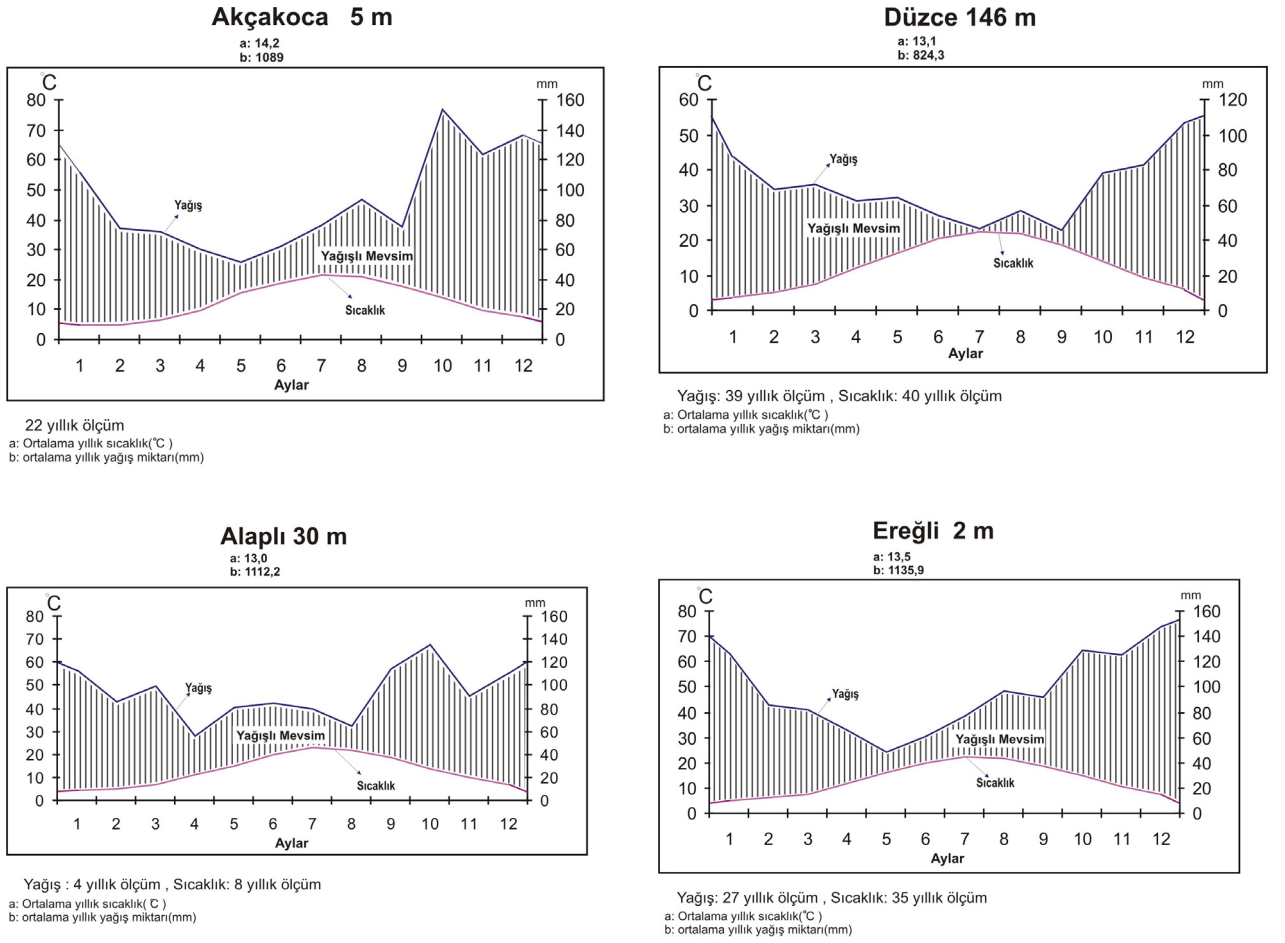 Akçakoca 5 m
a: 14,2
b: 1089
°C
mm
80 160
70 140
60 120
50 100
40 80
30 60
20 40
10 20
0 0
Yağış
Yağışlı Mevsim
Sıcaklık
1 2 3 4 5 6 7 8 9 10 11 12
Aylar
22 yıllık ölçüm
a: Ortalama yıllık sıcaklık(°C )
b: ortalama yıllık yağış miktarı(mm)
Düzce 146 m
a: 13,1
b: 824,3
°C
mm
60 120
50 100
40 80
30 60
20 40
10 20
0 0
Yağış
Yağışlı Mevsim
Sıcaklık
1 2 3 4 5 6 7 8 9 10 11 12
Aylar
Yağış: 39 yıllık ölçüm , Sıcaklık: 40 yıllık ölçüm
a: Ortalama yıllık sıcaklık(°C )
b: ortalama yıllık yağış miktarı(mm)
Alaplı 30 m
a: 13,0
b: 1112,2
°C
mm
80 160
70 140
60 120
50 100
40 80
30 60
20 40
10 20
0 0
Yağış
Yağışlı Mevsim
Sıcaklık
1 2 3 4 5 6 7 8 9 10 11 12
Aylar
Yağış : 4 yıllık ölçüm , Sıcaklık: 8 yıllık ölçüm
a: Ortalama yıllık sıcaklık(°C )
b: ortalama yıllık yağış miktarı(mm)
Ereğli 2 m
a: 13,5
b: 1135,9
°C
mm
80 160
70 140
60 120
50 100
40 80
30 60
20 40
10 20
0 0
Yağış
Yağışlı Mevsim
Sıcaklık
1 2 3 4 5 6 7 8 9 10 11 12
Aylar
Yağış: 27 yıllık ölçüm , Sıcaklık: 35 yıllık ölçüm
a: Ortalama yıllık sıcaklık(°C )
b: ortalama yıllık yağış miktarı(mm)